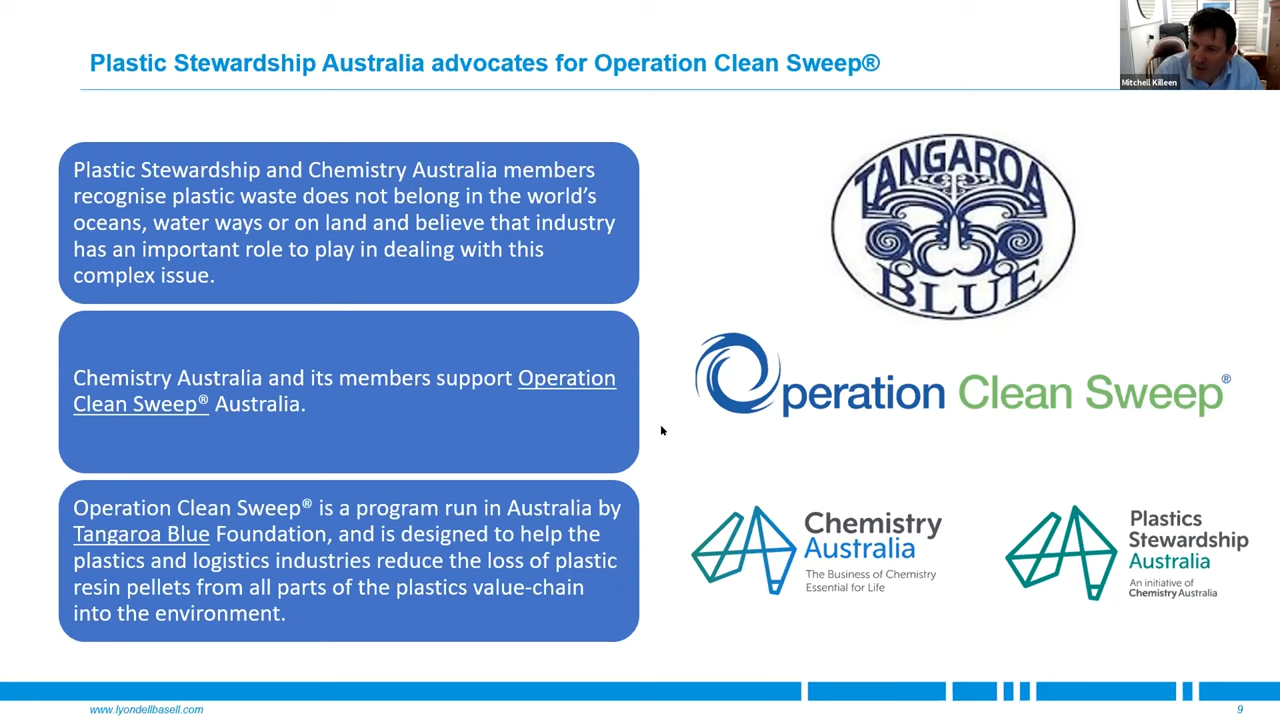 Plastic Stewardship Australia advocates for Operation Clean Sweep®
Mitchell Killeen
Plastic Stewardship and Chemistry Australia members
recognise plastic waste does not belong in the world’s
oceans, water ways or on land and believe that industry
has an important role to play in dealing with this
complex issue.
Chemistry Australia and its members support Operation
Clean Sweep® Australia.
Operation Clean Sweep® is a program run in Australia by
Tangaroa Blue Foundation, and is designed to help the
plastics and logistics industries reduce the loss of plastic
resin pellets from all parts of the plastics value-chain
into the environment.
TANGAROA
BLUE
Operation Clean Sweep®
Chemistry
Australia
The Business of Chemistry
Essential for Life
Plastics
Stewardship
Australia
An initiative of
Chemistry Australia
www.lyondellbasell.com
9